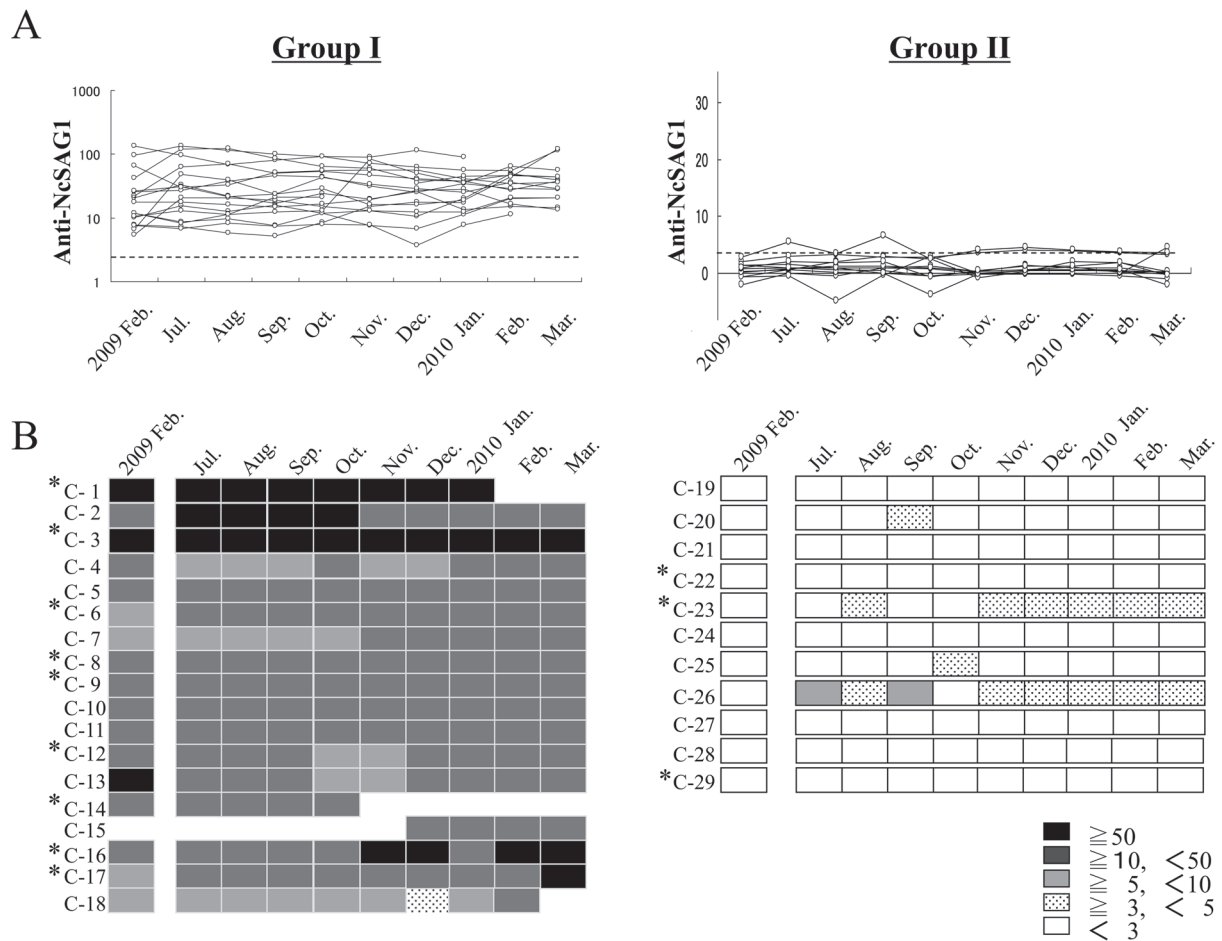 A
Group I
Group II
Anti-NcSAG1
1000
100
10
1
2009 Feb.
Jul.
Aug.
Sep.
Oct.
Nov.
Dec.
2010 Jan.
Feb.
Mar.
Anti-NcSAG1
30
20
10
0
2009 Feb.
Jul.
Aug.
Sep.
Oct.
Nov.
Dec.
2010 Jan.
Feb.
Mar.
B
2009 Feb.
Jul.
Aug.
Sep.
Oct.
Nov.
Dec.
2010 Jan.
Feb.
Mar.
* C- 1
C- 2
* C- 3
C- 4
C- 5
* C- 6
C- 7
* C- 8
* C- 9
C-10
C-11
* C-12
C-13
* C-14
C-15
* C-16
* C-17
C-18
2009 Feb.
Jul.
Aug.
Sep.
Oct.
Nov.
Dec.
2010 Jan.
Feb.
Mar.
C-19
C-20
C-21
* C-22
* C-23
C-24
C-25
C-26
C-27
C-28
* C-29
≧50
≧10, <50
≧ 5, <10
≧ 3, < 5
< 3